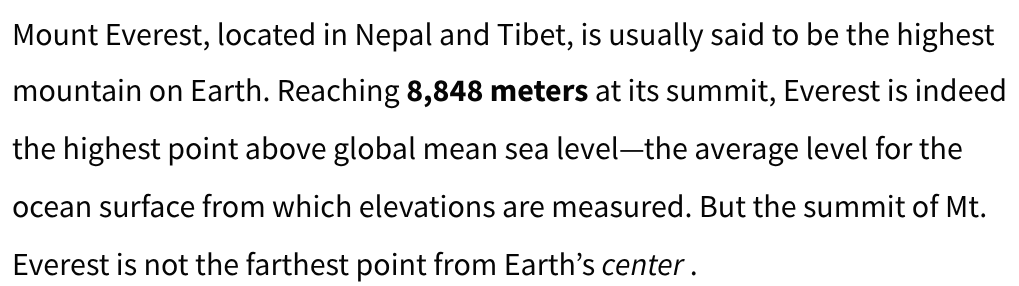 Mount Everest, located in Nepal and Tibet, is usually said to be the highest
mountain on Earth. Reaching 8,848 meters at its summit, Everest is indeed
the highest point above global mean sea level—the average level for the
ocean surface from which elevations are measured. But the summit of Mt.
Everest is not the farthest point from Earth’s center .